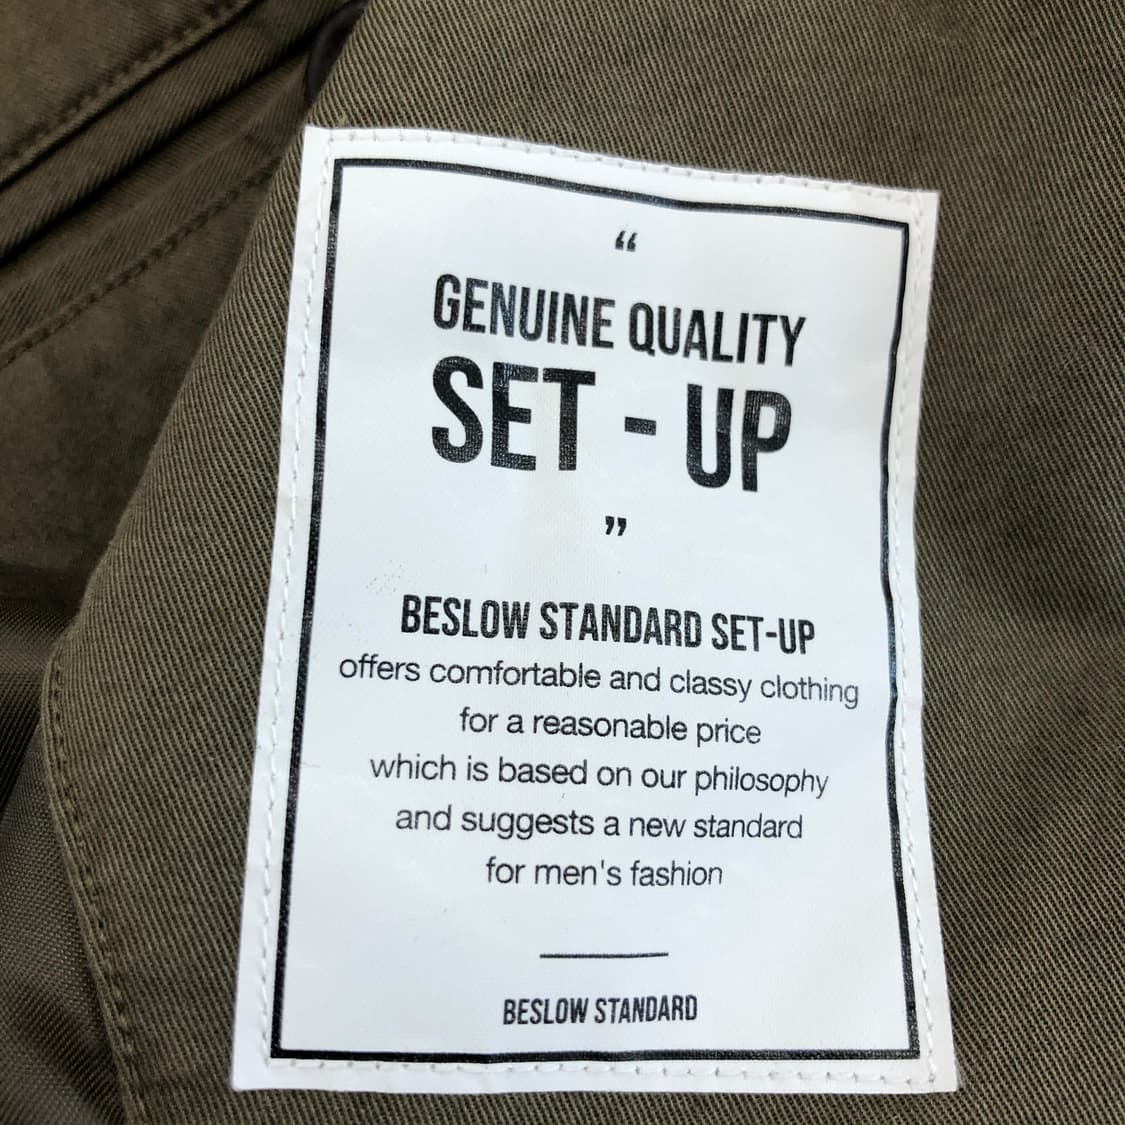 “
GENUINE QUALITY
SET - UP
”
BESLOW STANDARD SET-UP
offers comfortable and classy clothing
for a reasonable price
which is based on our philosophy
and suggests a new standard
for men's fashion
BESLOW STANDARD